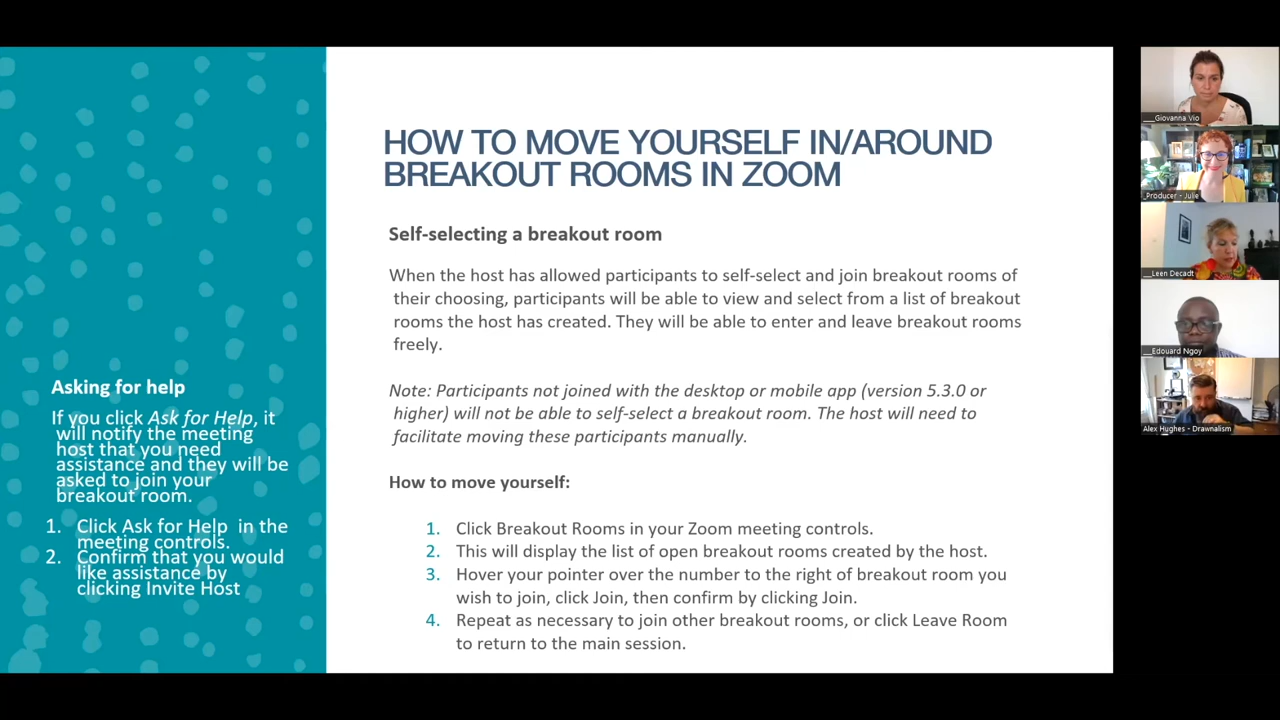 HOW TO MOVE YOURSELF IN/AROUND
BREAKOUT ROOMS IN ZOOM
Self-selecting a breakout room
When the host has allowed participants to self-select and join breakout rooms of
their choosing, participants will be able to view and select from a list of breakout
rooms the host has created. They will be able to enter and leave breakout rooms
freely.
Note: Participants not joined with the desktop or mobile app (version 5.3.0 or
higher) will not be able to self-select a breakout room. The host will need to
facilitate moving these participants manually.
How to move yourself:
1. Click Breakout Rooms in your Zoom meeting controls.
2. This will display the list of open breakout rooms created by the host.
3. Hover your pointer over the number to the right of breakout room you
wish to join, click Join, then confirm by clicking Join.
4. Repeat as necessary to join other breakout rooms, or click Leave Room
to return to the main session.
Asking for help
If you click Ask for Help, it
will notify the meeting
host that you need
assistance and they will be
asked to join your
breakout room.
1. Click Ask for Help in the
meeting controls.
2. Confirm that you would
like assistance by
clicking Invite Host
___Giovanna Vio
_Producer - Julie
__Leen Decadt
__Edouard Ngoy
Alex Hughes - Drawnalism